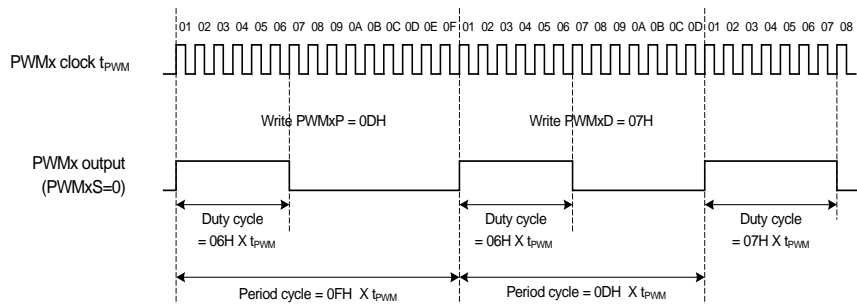 01 02 03 04 05 06 07 08 09 0A 0B 0C 0D 0E 0F 01 02 03 04 05 06 07 08 09 0A 0B 0C 0D 01 02 03 04 05 06 07 08
PWMx clock tPWM
Write PWMxP = 0DH Write PWMxD = 07H
PWMx output
(PWMxS=0)
Duty cycle
= 06H X tPWM
Duty cycle
= 06H X tPWM
Duty cycle
= 07H X tPWM
Period cycle = 0FH X tPWM Period cycle = 0DH X tPWM